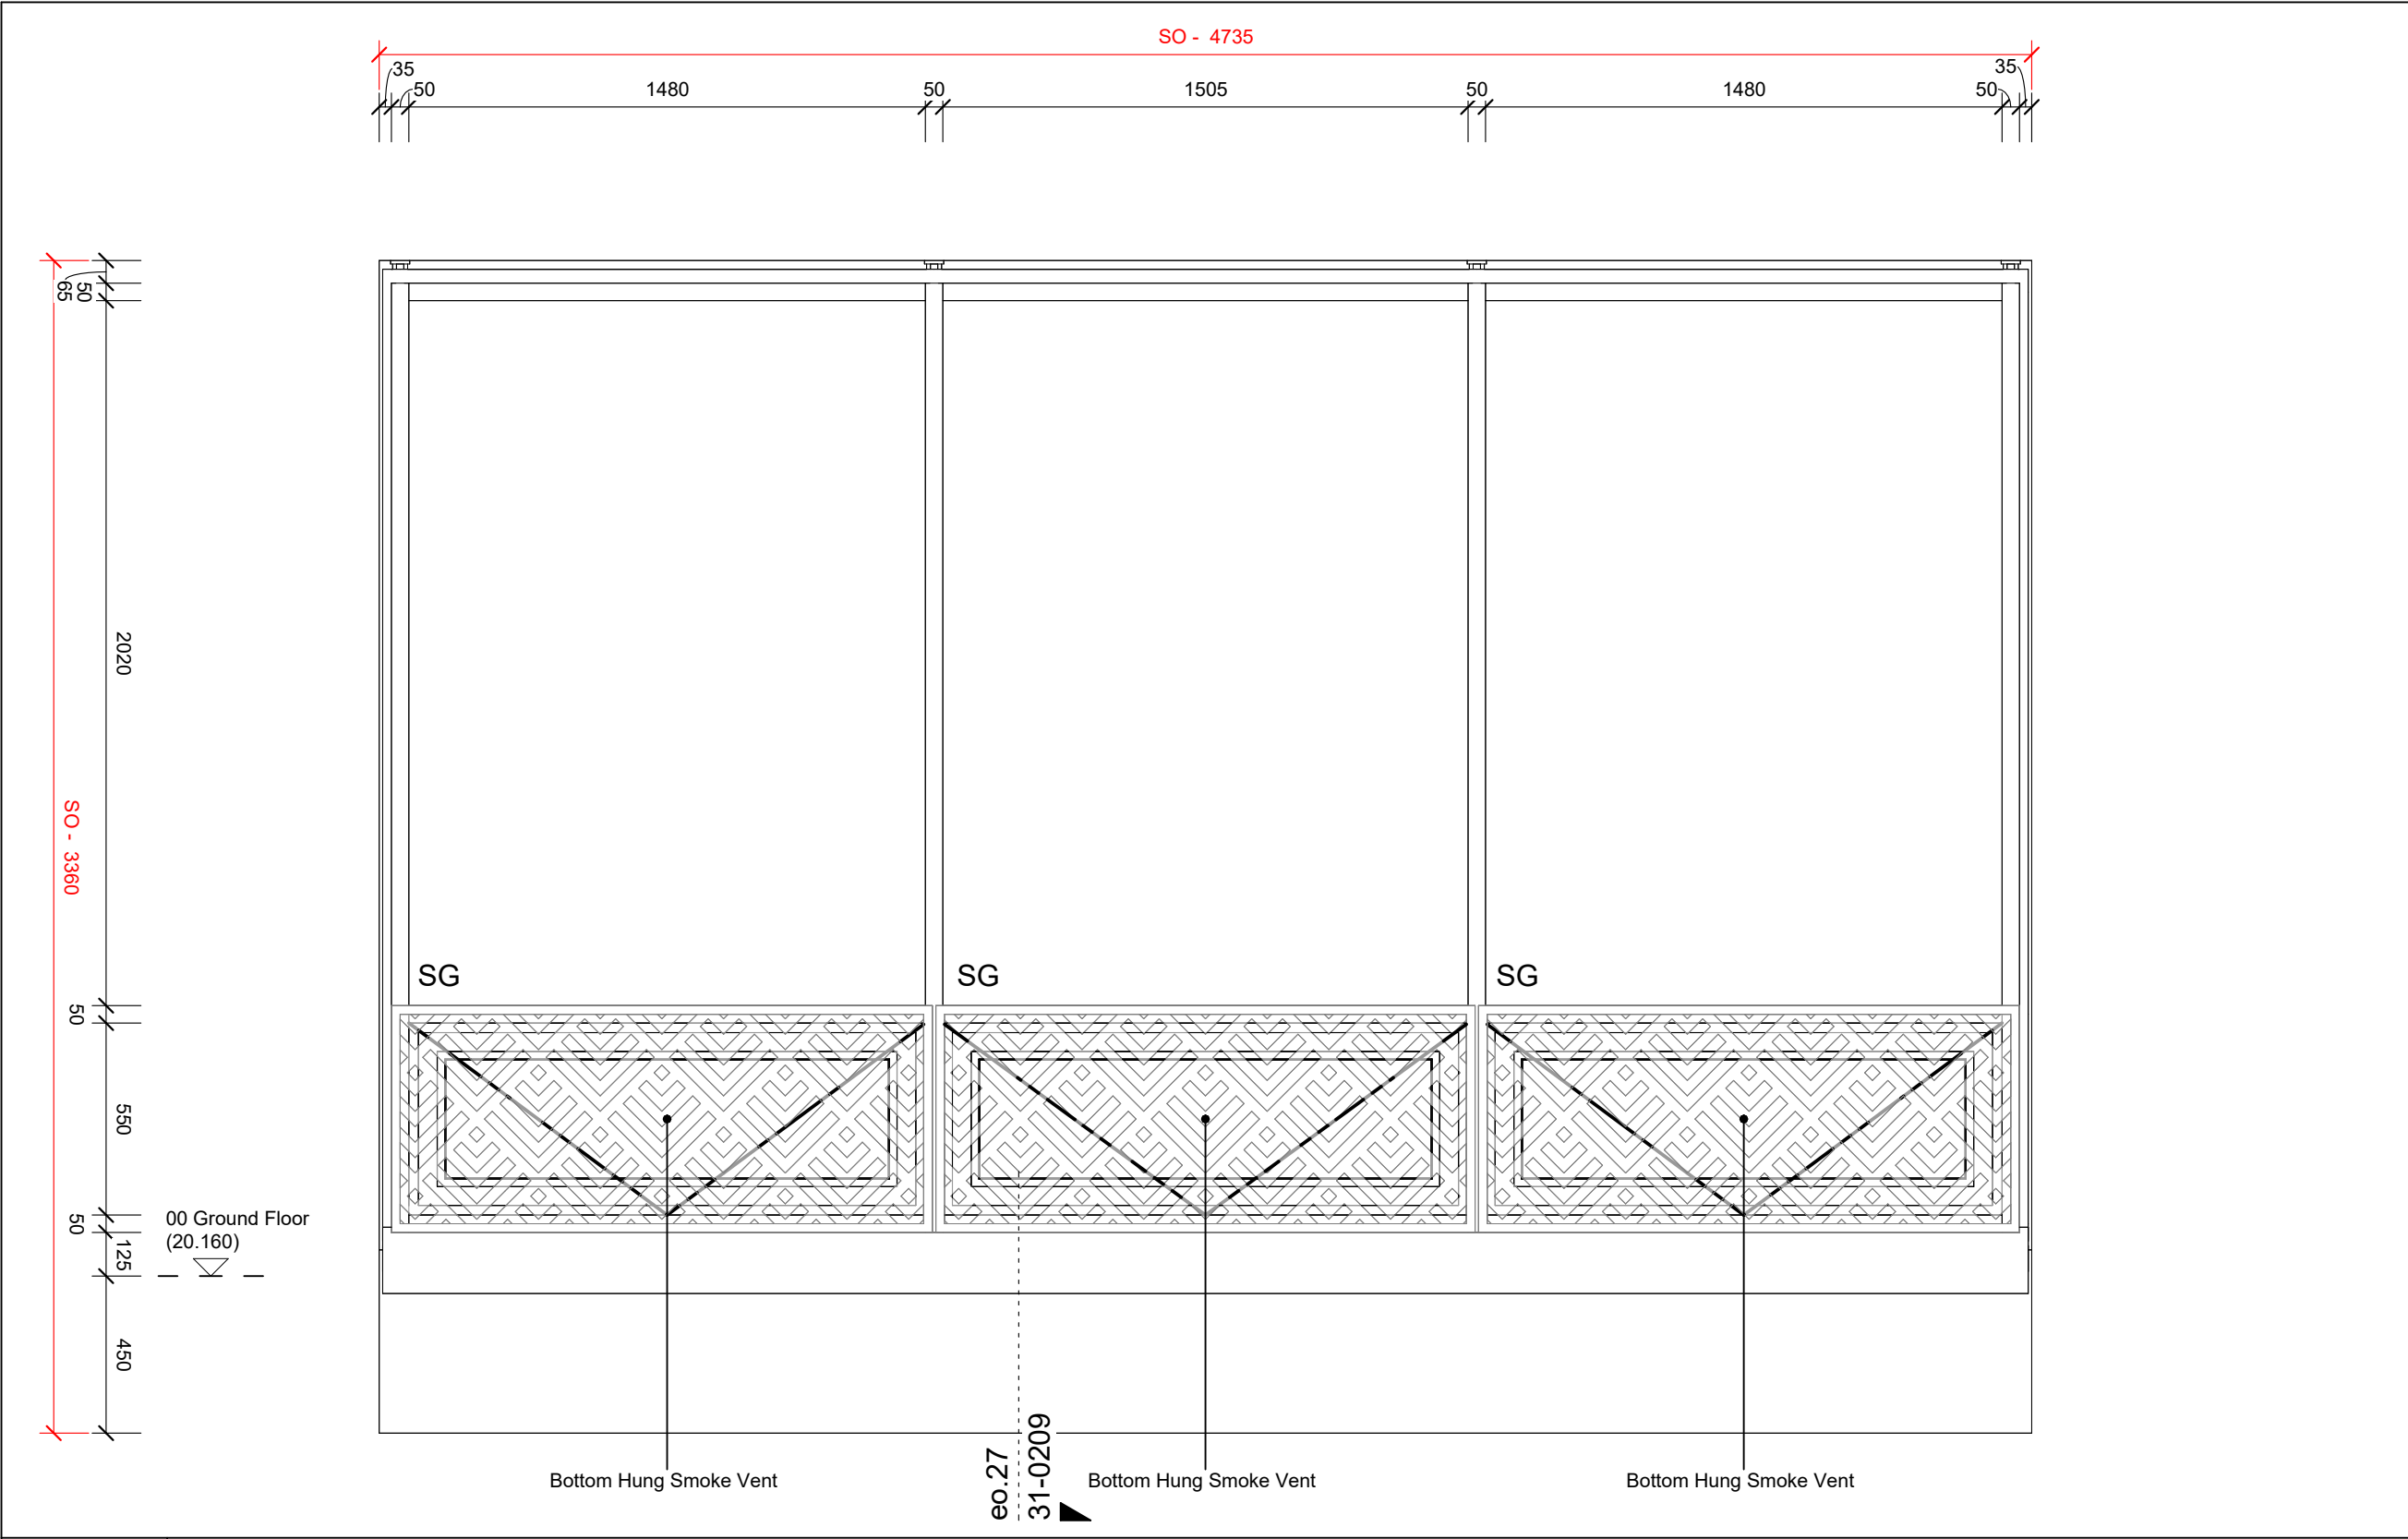 SO - 4735
35
50
1480
50
1505
50
1480
50
35
65
50
2020
SO - 3360
50
550
50
125
450
SG
SG
SG
00 Ground Floor
(20.160)
Bottom Hung Smoke Vent
eo.27
31-0209
Bottom Hung Smoke Vent
Bottom Hung Smoke Vent